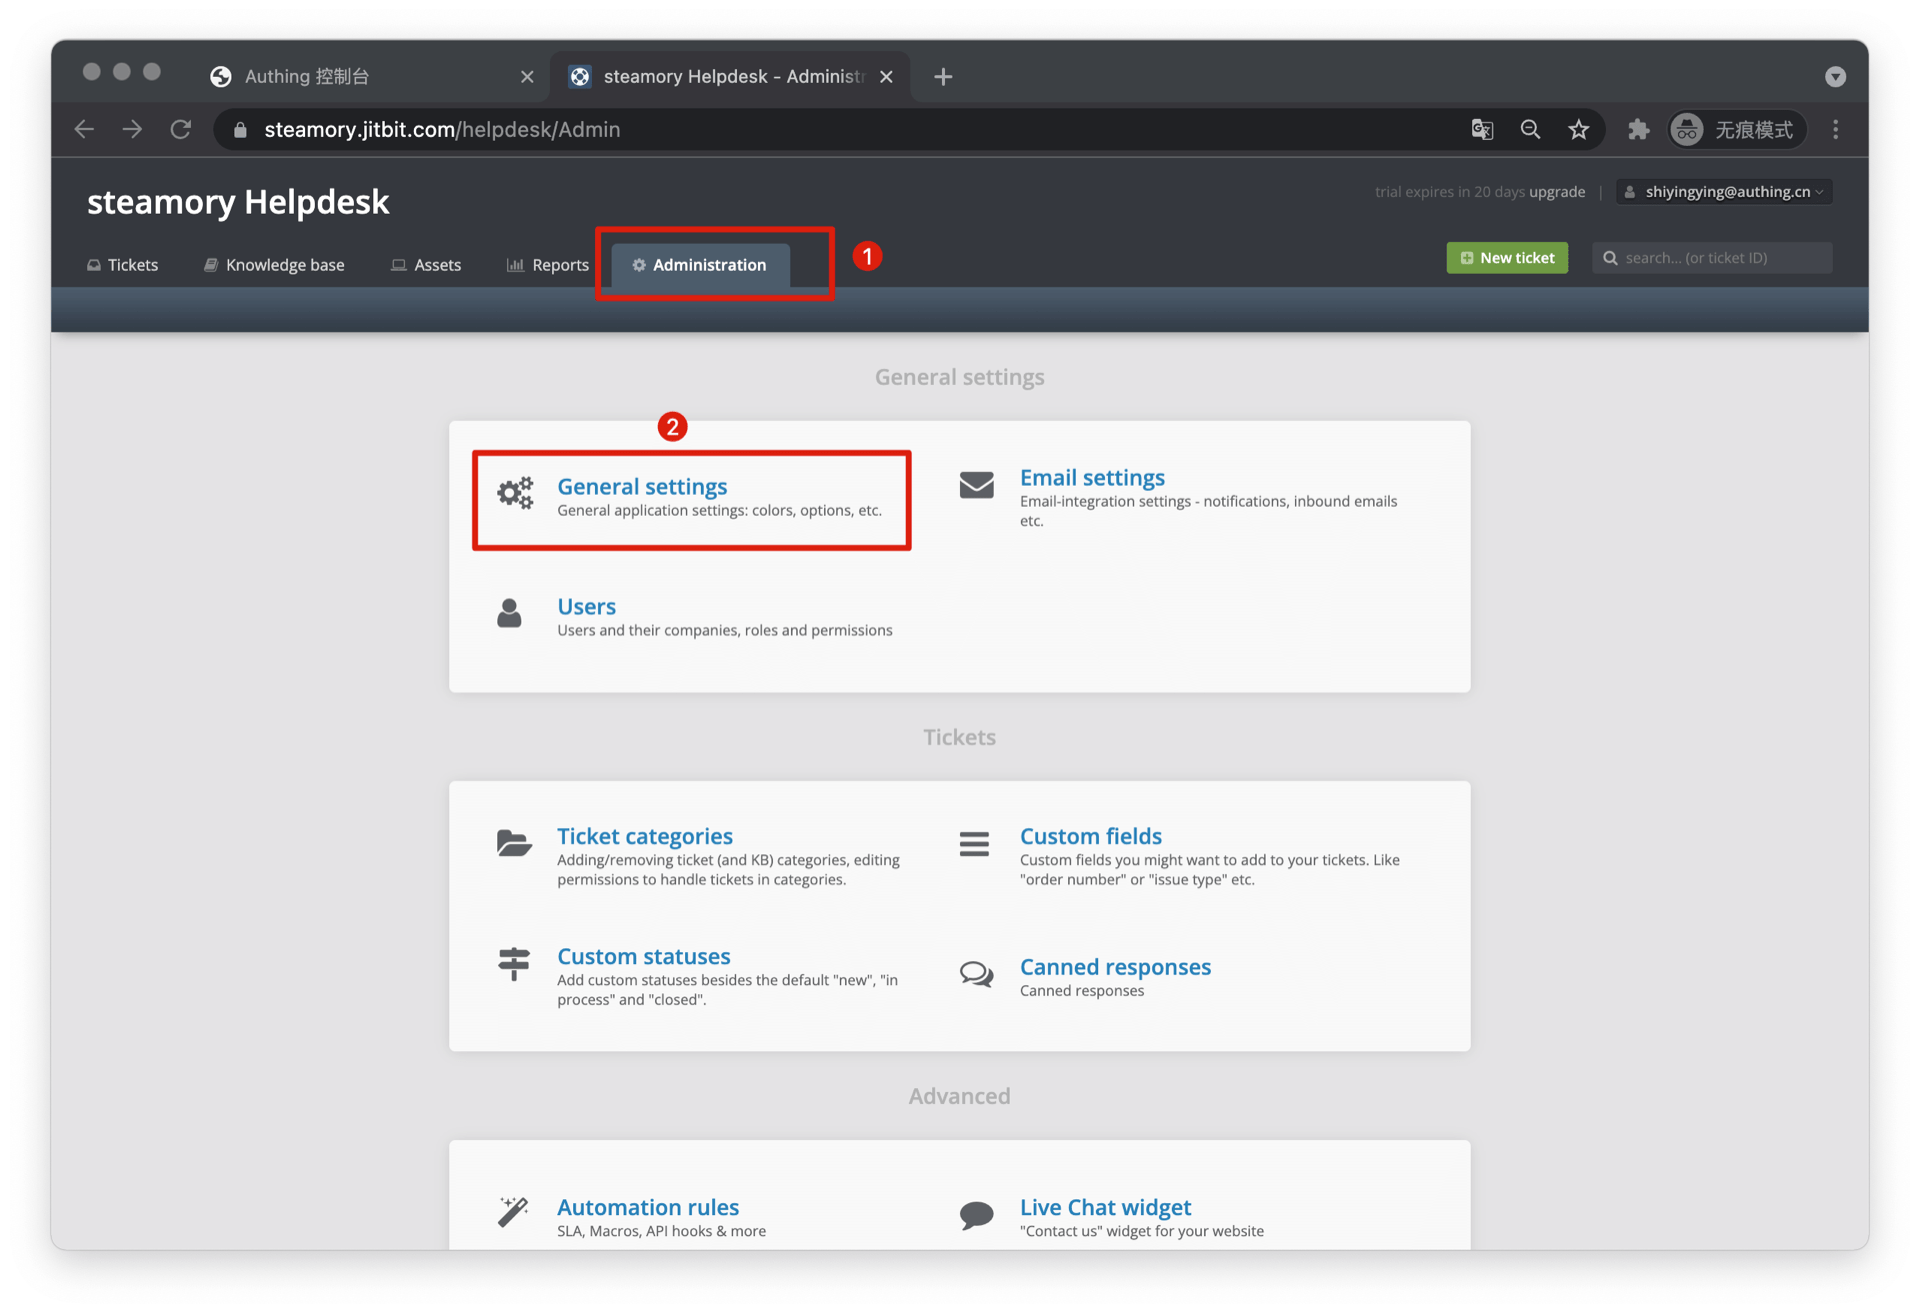 Authing 控制台
steamory Helpdesk - Administr
steamory.jitbit.com/helpdesk/Admin
无痕模式
steamory Helpdesk
trial expires in 20 days upgrade | shiyingying@authing.cn
Tickets
Knowledge base
Assets
Reports
Administration
1
New ticket
search... (or ticket ID)
General settings
2
General settings
General application settings: colors, options, etc.
Email settings
Email-integration settings - notifications, inbound emails
etc.
Users
Users and their companies, roles and permissions
Tickets
Ticket categories
Adding/removing ticket (and KB) categories, editing
permissions to handle tickets in categories.
Custom fields
Custom fields you might want to add to your tickets. Like
"order number" or "issue type" etc.
Custom statuses
Add custom statuses besides the default "new", "in
process" and "closed".
Canned responses
Canned responses
Advanced
Automation rules
SLA, Macros, API hooks & more
Live Chat widget
"Contact us" widget for your website